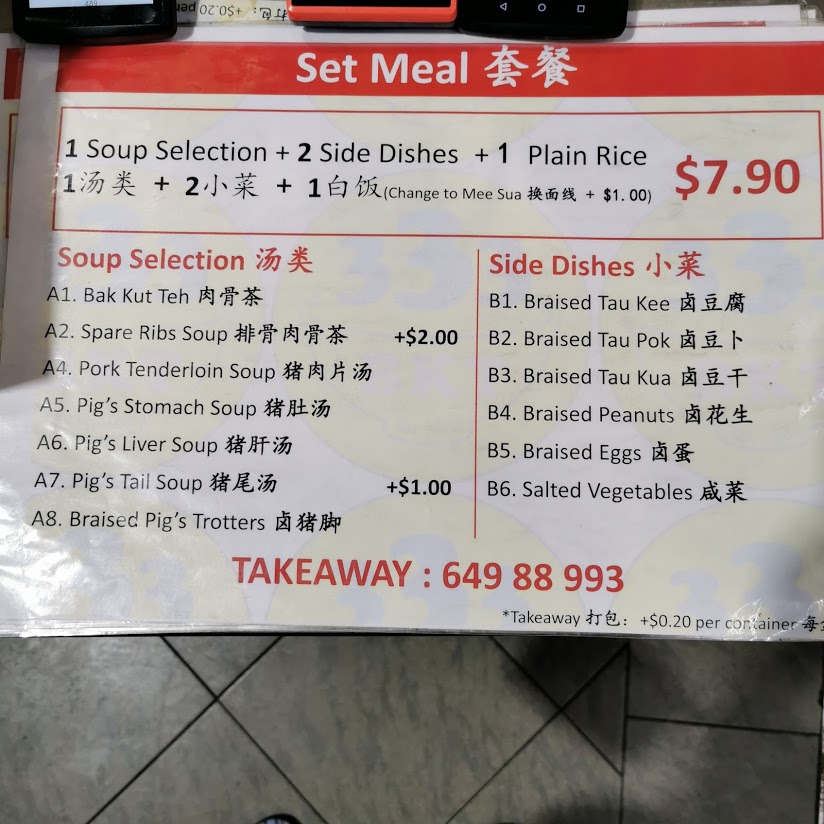 +$0.20 per
打包：
Set Meal 套餐
1 Soup Selection + 2 Side Dishes + 1 Plain Rice
1汤类 + 2小菜 + 1白饭(Change to Mee Sua 换面线 + $1.00)
$7.90
Soup Selection 汤类
A1. Bak Kut Teh 肉骨茶
A2. Spare Ribs Soup 排骨肉骨茶 +$2.00
A4. Pork Tenderloin Soup 猪肉片汤
A5. Pig's Stomach Soup 猪肚汤
A6. Pig's Liver Soup 猪肝汤
A7. Pig's Tail Soup 猪尾汤 +$1.00
A8. Braised Pig's Trotters 卤猪脚
Side Dishes 小菜
B1. Braised Tau Kee 卤豆腐
B2. Braised Tau Pok 卤豆卜
B3. Braised Tau Kua 卤豆干
B4. Braised Peanuts 卤花生
B5. Braised Eggs 卤蛋
B6. Salted Vegetables 咸菜
TAKEAWAY : 649 88 993
*Takeaway 打包：+$0.20 per container 每